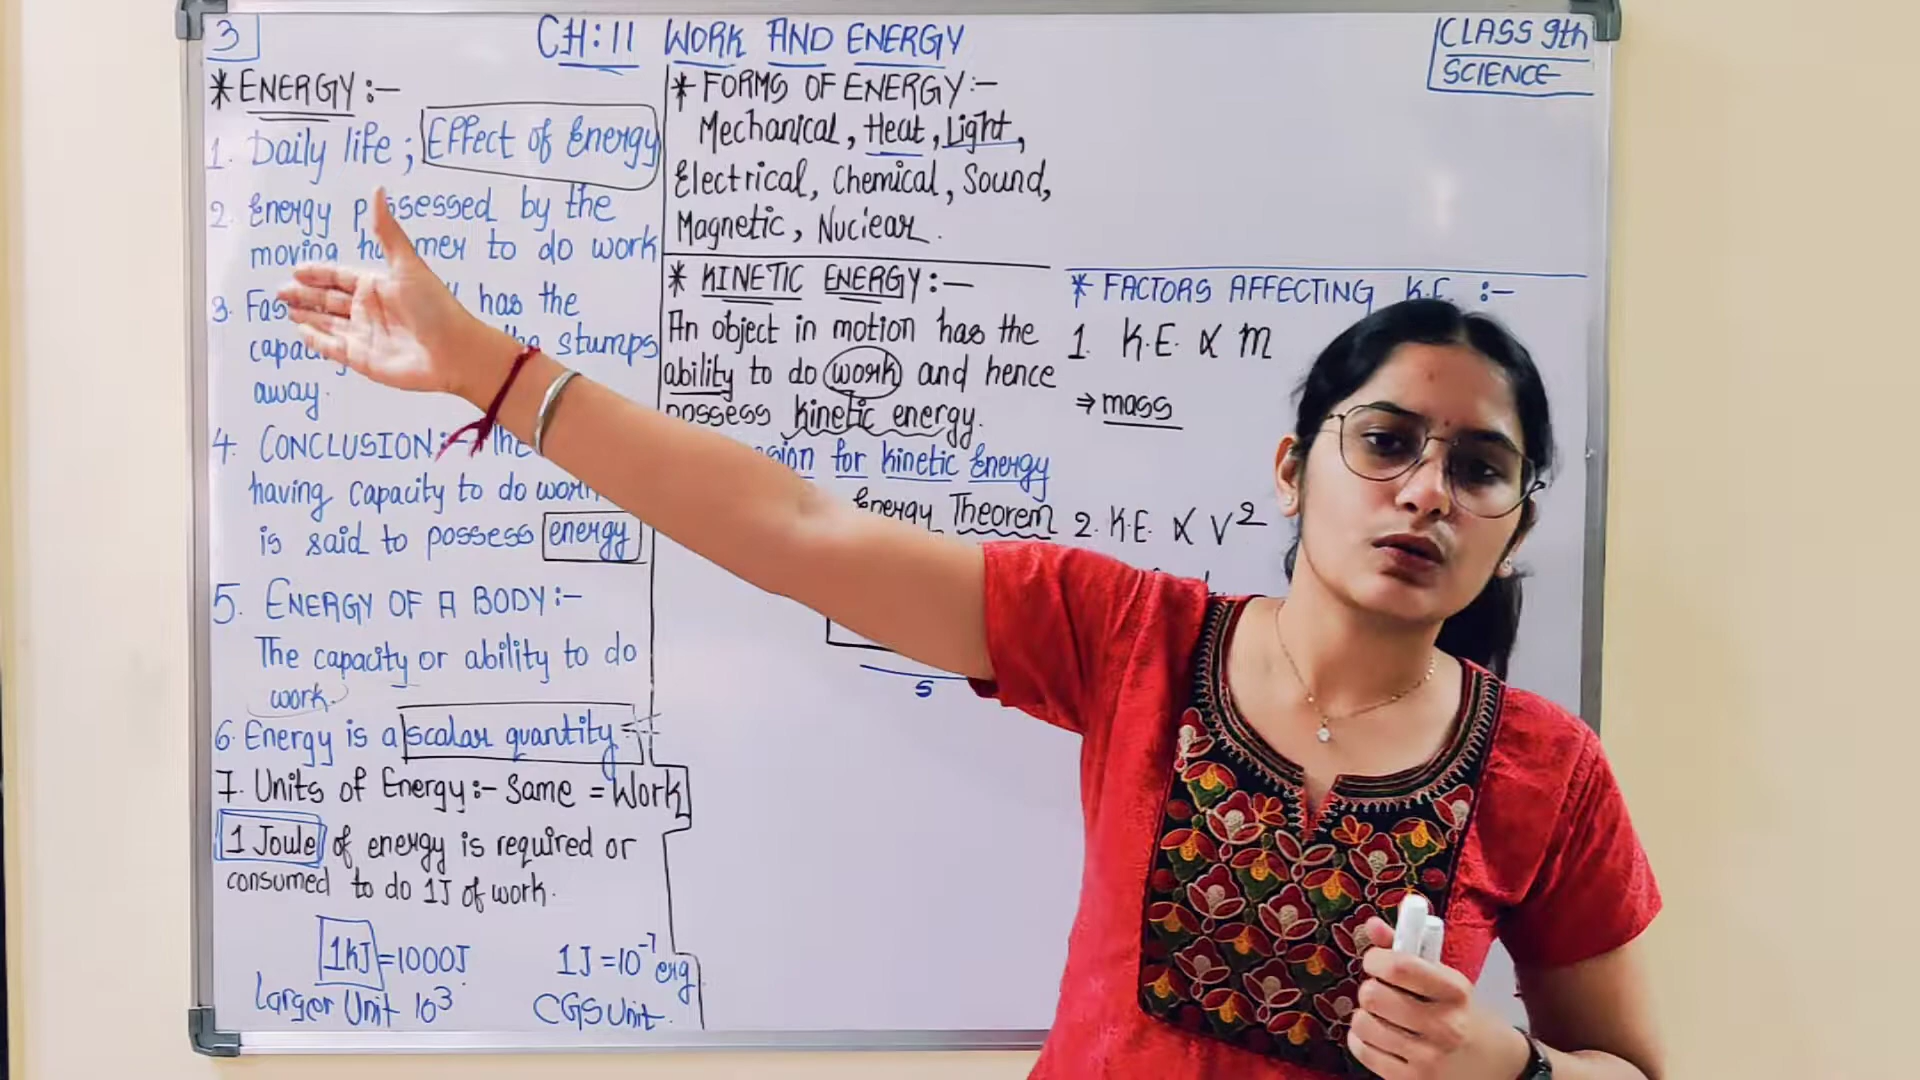 3
CH:11 WORK AND ENERGY
CLASS 9th
SCIENCE
* ENERGY :-
1. Daily life ; Effect of Energy
2. Energy possessed by the
moving to do work
3. has the
stumps
away.
4. CONCLUSION:- The
having capacity to do
is said to possess energy
5. ENERGY OF A BODY :-
The capacity or ability to do
work.
6. Energy is a scalar quantity
7. Units of Energy :- Same = Work
1 Joule of energy is required or
consumed to do 1J of work.
1kJ = 1000J
Larger Unit 10³
1J = 10⁻⁷ erg
CGS Unit.
* FORMS OF ENERGY :-
Mechanical, Heat, Light,
Electrical, Chemical, Sound,
Magnetic, Nuciear.
* KINETIC ENERGY :-
An object in motion has the
ability to do work and hence
possess kinetic energy.
for kinetic Energy
Energy Theorem
s
* FACTORS AFFECTING K.E. :-
1. K.E. ∝ m
⇒ mass
2. K.E. ∝ v²